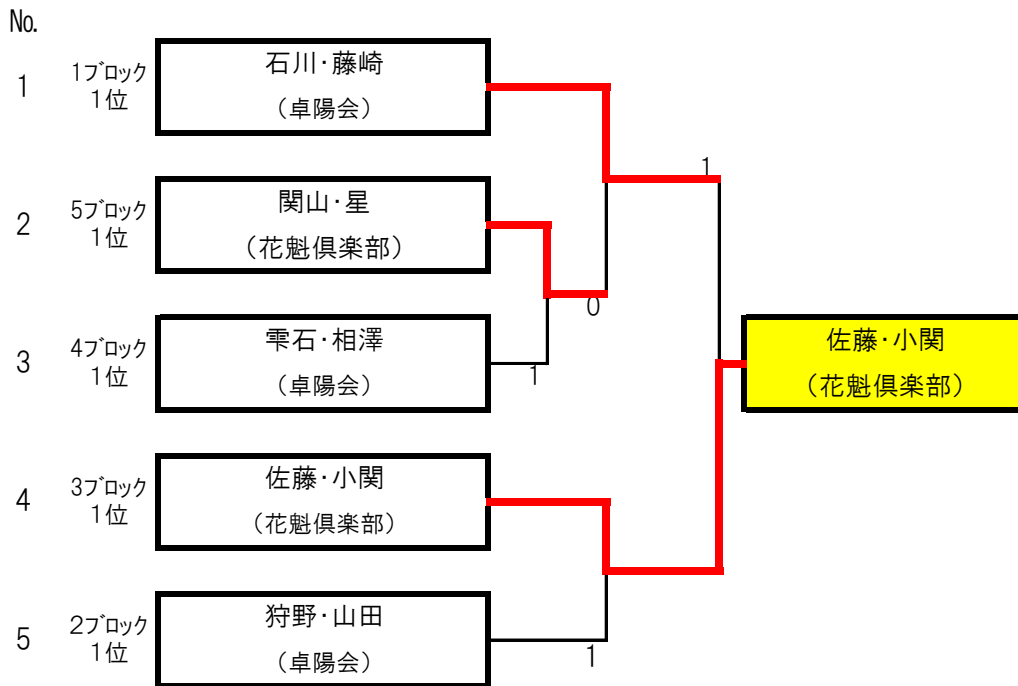 No.
1
1ブロック
1位
石川・藤崎
（卓陽会）
1
2
5ブロック
1位
関山・星
（花魁倶楽部）
0
3
4ブロック
1位
雫石・相澤
（卓陽会）
1
佐藤・小関
（花魁倶楽部）
4
3ブロック
1位
佐藤・小関
（花魁倶楽部）
5
2ブロック
1位
狩野・山田
（卓陽会）
1